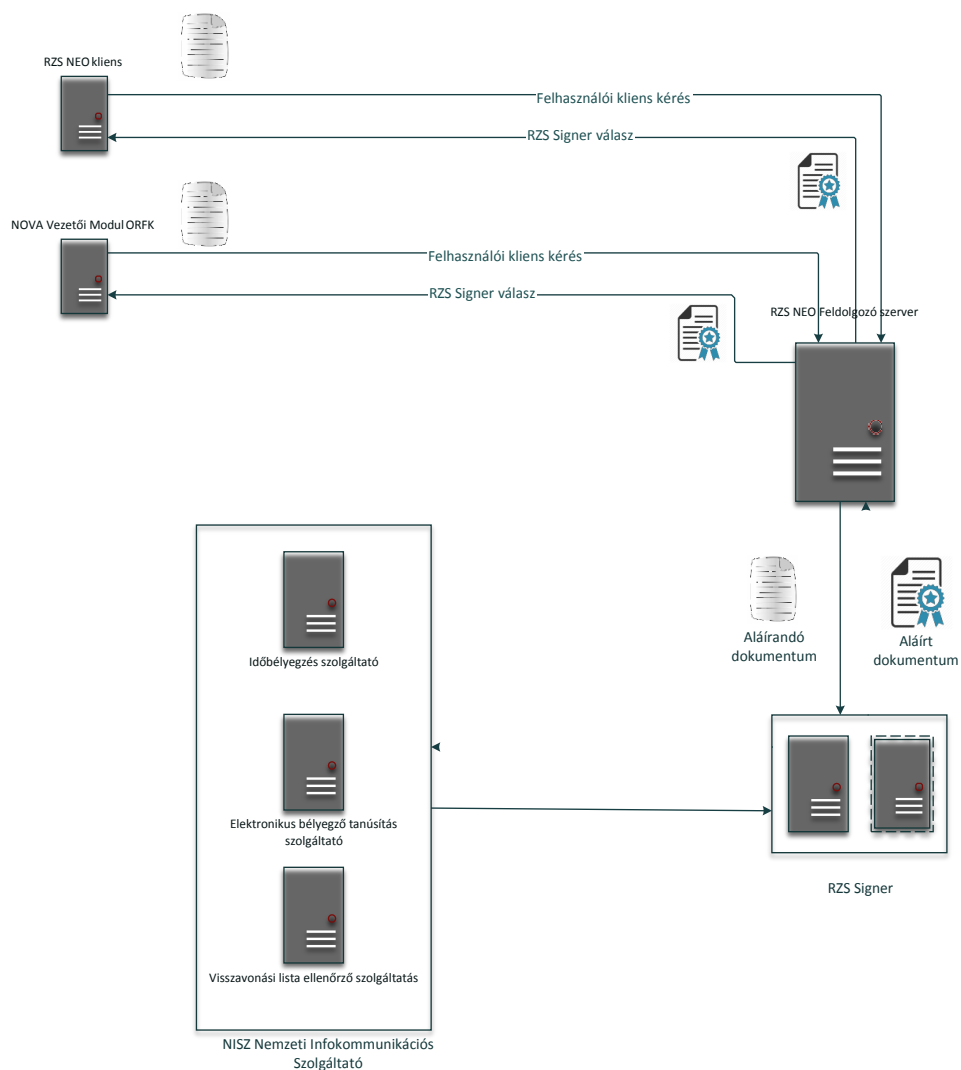 RZS NEO kliens
Felhasználói kliens kérés
RZS Signer válasz
NOVA Vezetői Modul ORFK
Felhasználói kliens kérés
RZS Signer válasz
RZS NEO Feldolgozó szerver
Aláírandó
dokumentum
Aláírt
dokumentum
Időbélyegzés szolgáltató
Elektronikus bélyegző tanúsítás
szolgáltató
Visszavonási lista ellenőrző szolgáltatás
RZS Signer
NISZ Nemzeti Infokommunikációs
Szolgáltató